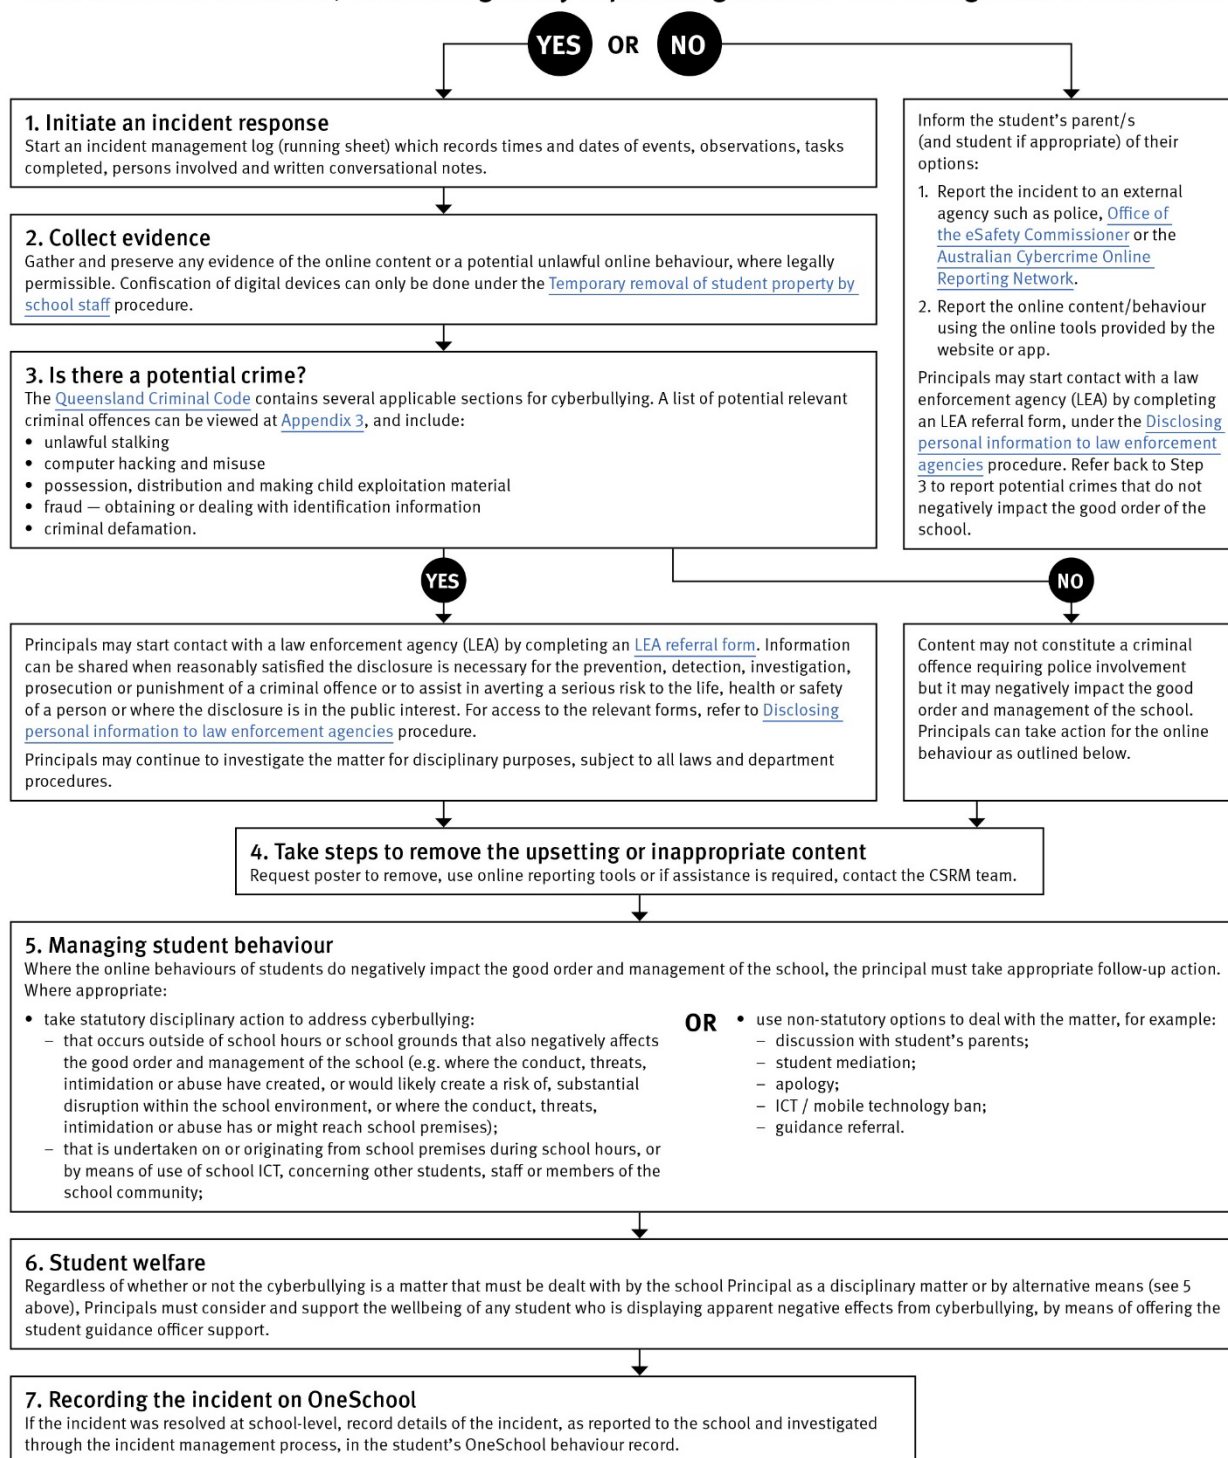 YES OR NO
1. Initiate an incident response
Start an incident management log (running sheet) which records times and dates of events, observations, tasks
completed, persons involved and written conversational notes.
2. Collect evidence
Gather and preserve any evidence of the online content or a potential unlawful online behaviour, where legally
permissible. Confiscation of digital devices can only be done under the Temporary removal of student property by
school staff procedure.
3. Is there a potential crime?
The Queensland Criminal Code contains several applicable sections for cyberbullying. A list of potential relevant
criminal offences can be viewed at Appendix 3, and include:
• unlawful stalking
• computer hacking and misuse
• possession, distribution and making child exploitation material
• fraud — obtaining or dealing with identification information
• criminal defamation.
Inform the student's parent/s
(and student if appropriate) of their
options:
1. Report the incident to an external
agency such as police, Office of
the eSafety Commissioner or the
Australian Cybercrime Online
Reporting Network.
2. Report the online content/behaviour
using the online tools provided by the
website or app.
Principals may start contact with a law
enforcement agency (LEA) by completing
an LEA referral form, under the Disclosing
personal information to law enforcement
agencies procedure. Refer back to Step
3 to report potential crimes that do not
negatively impact the good order of the
school.
YES
NO
Principals may start contact with a law enforcement agency (LEA) by completing an LEA referral form. Information
can be shared when reasonably satisfied the disclosure is necessary for the prevention, detection, investigation,
prosecution or punishment of a criminal offence or to assist in averting a serious risk to the life, health or safety
of a person or where the disclosure is in the public interest. For access to the relevant forms, refer to Disclosing
personal information to law enforcement agencies procedure.
Principals may continue to investigate the matter for disciplinary purposes, subject to all laws and department
procedures.
Content may not constitute a criminal
offence requiring police involvement
but it may negatively impact the good
order and management of the school.
Principals can take action for the online
behaviour as outlined below.
4. Take steps to remove the upsetting or inappropriate content
Request poster to remove, use online reporting tools or if assistance is required, contact the CSRM team.
5. Managing student behaviour
Where the online behaviours of students do negatively impact the good order and management of the school, the principal must take appropriate follow-up action.
Where appropriate:
• take statutory disciplinary action to address cyberbullying:
– that occurs outside of school hours or school grounds that also negatively affects
the good order and management of the school (e.g. where the conduct, threats,
intimidation or abuse have created, or would likely create a risk of, substantial
disruption within the school environment, or where the conduct, threats,
intimidation or abuse has or might reach school premises);
– that is undertaken on or originating from school premises during school hours, or
by means of use of school ICT, concerning other students, staff or members of the
school community;
OR
• use non-statutory options to deal with the matter, for example:
– discussion with student's parents;
– student mediation;
– apology;
– ICT / mobile technology ban;
– guidance referral.
6. Student welfare
Regardless of whether or not the cyberbullying is a matter that must be dealt with by the school Principal as a disciplinary matter or by alternative means (see 5
above), Principals must consider and support the wellbeing of any student who is displaying apparent negative effects from cyberbullying, by means of offering the
student guidance officer support.
7. Recording the incident on OneSchool
If the incident was resolved at school-level, record details of the incident, as reported to the school and investigated
through the incident management process, in the student's OneSchool behaviour record.